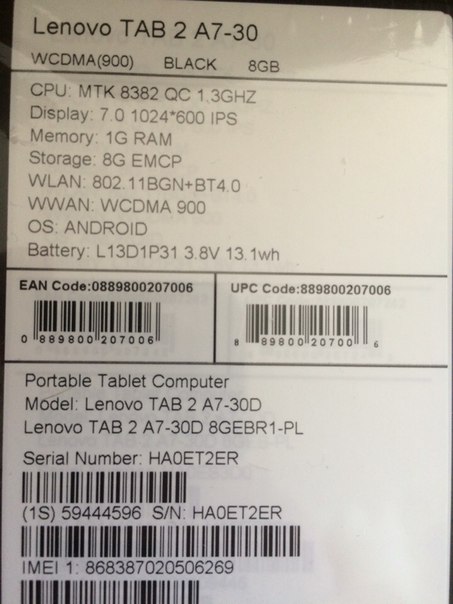 Lenovo TAB 2 A7-30
WCDMA(900) BLACK 8GB
CPU: MTK 8382 QC 1.3GHZ
Display: 7.0 1024*600 IPS
Memory: 1G RAM
Storage: 8G EMCP
WLAN: 802.11BGN+BT4.0
WWAN: WCDMA 900
OS: ANDROID
Battery: L13D1P31 3.8V 13.1wh
EAN Code:0889800207006
0 889800 207006
UPC Code:889800207006
8 89800 20700 6
Portable Tablet Computer
Model: Lenovo TAB 2 A7-30D
Lenovo TAB 2 A7-30D 8GEBR1-PL
Serial Number: HA0ET2ER
(1S) 59444596 S/N: HA0ET2ER
IMEI 1: 868387020506269